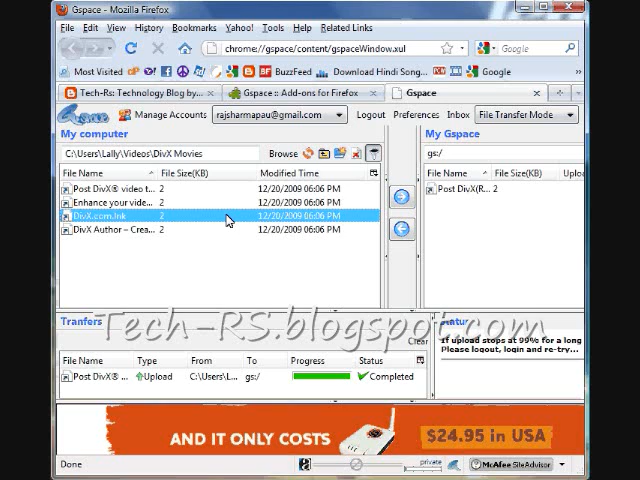 Gspace - Mozilla Firefox
File Edit View History Bookmarks Yahoo! Tools Help Related Links
chrome://gspace/content/gspaceWindow.xul
Google
Most Visited BuzzFeed Download Hindi Song... Google
Tech-Rs: Technology Blog by... Gspace :: Add-ons for Firefox Gspace
Manage Accounts rajsharmapau@gmail.com Logout Preferences Inbox File Transfer Mode
My computer My Gspace
C:\Users\Lally\Videos\DivX Movies Browse gs:/
File Name File Size(KB) Modified Time File Name File Size(KB) Uploa
Post DivX® video t... 2 12/20/2009 06:06 PM Post DivX(R... 2
Enhance your vide... 2 12/20/2009 06:06 PM
DivX.com.lnk 2 12/20/2009 06:06 PM
DivX Author – Crea... 2 12/20/2009 06:06 PM
Tranfers Status
Tech-RS.blogspot.com
Clear
If upload stops at 99% for a long
Please logout, login and re-try...
File Name Type From To Progress Status
Post DivX® ... Upload C:\Users\L... gs:/ Completed
AND IT ONLY COSTS $24.95 in USA
Done private McAfee SiteAdvisor